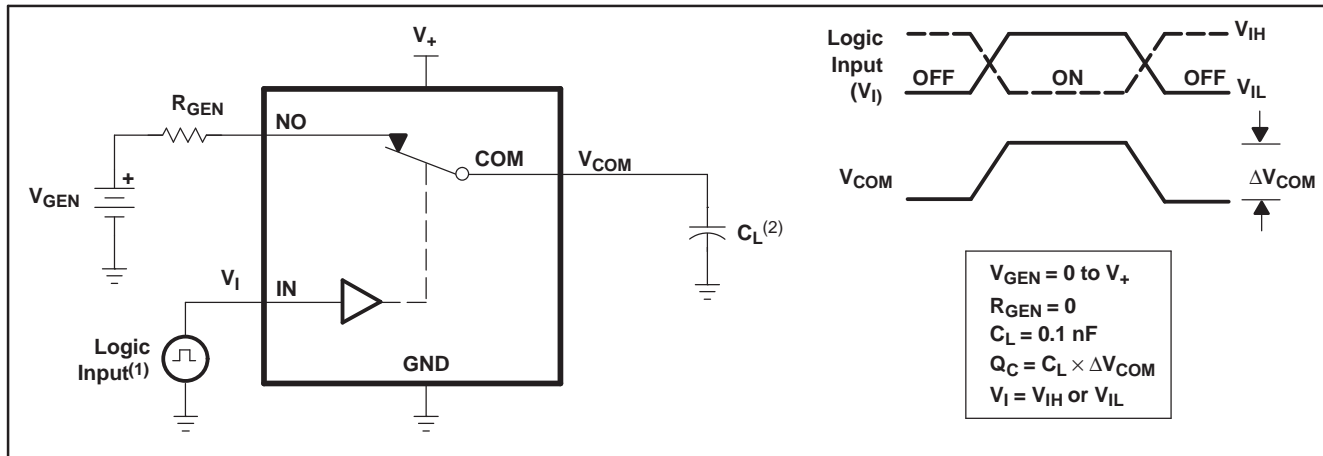 V+
RGEN
NO
COM
VCOM
VGEN
+
CL(2)
VI
IN
Logic
Input(1)
GND
Logic
Input
(VI)
OFF
ON
OFF
VIH
VIL
VCOM
ΔVCOM
VGEN = 0 to V+
RGEN = 0
CL = 0.1 nF
QC = CL × ΔVCOM
VI = VIH or VIL